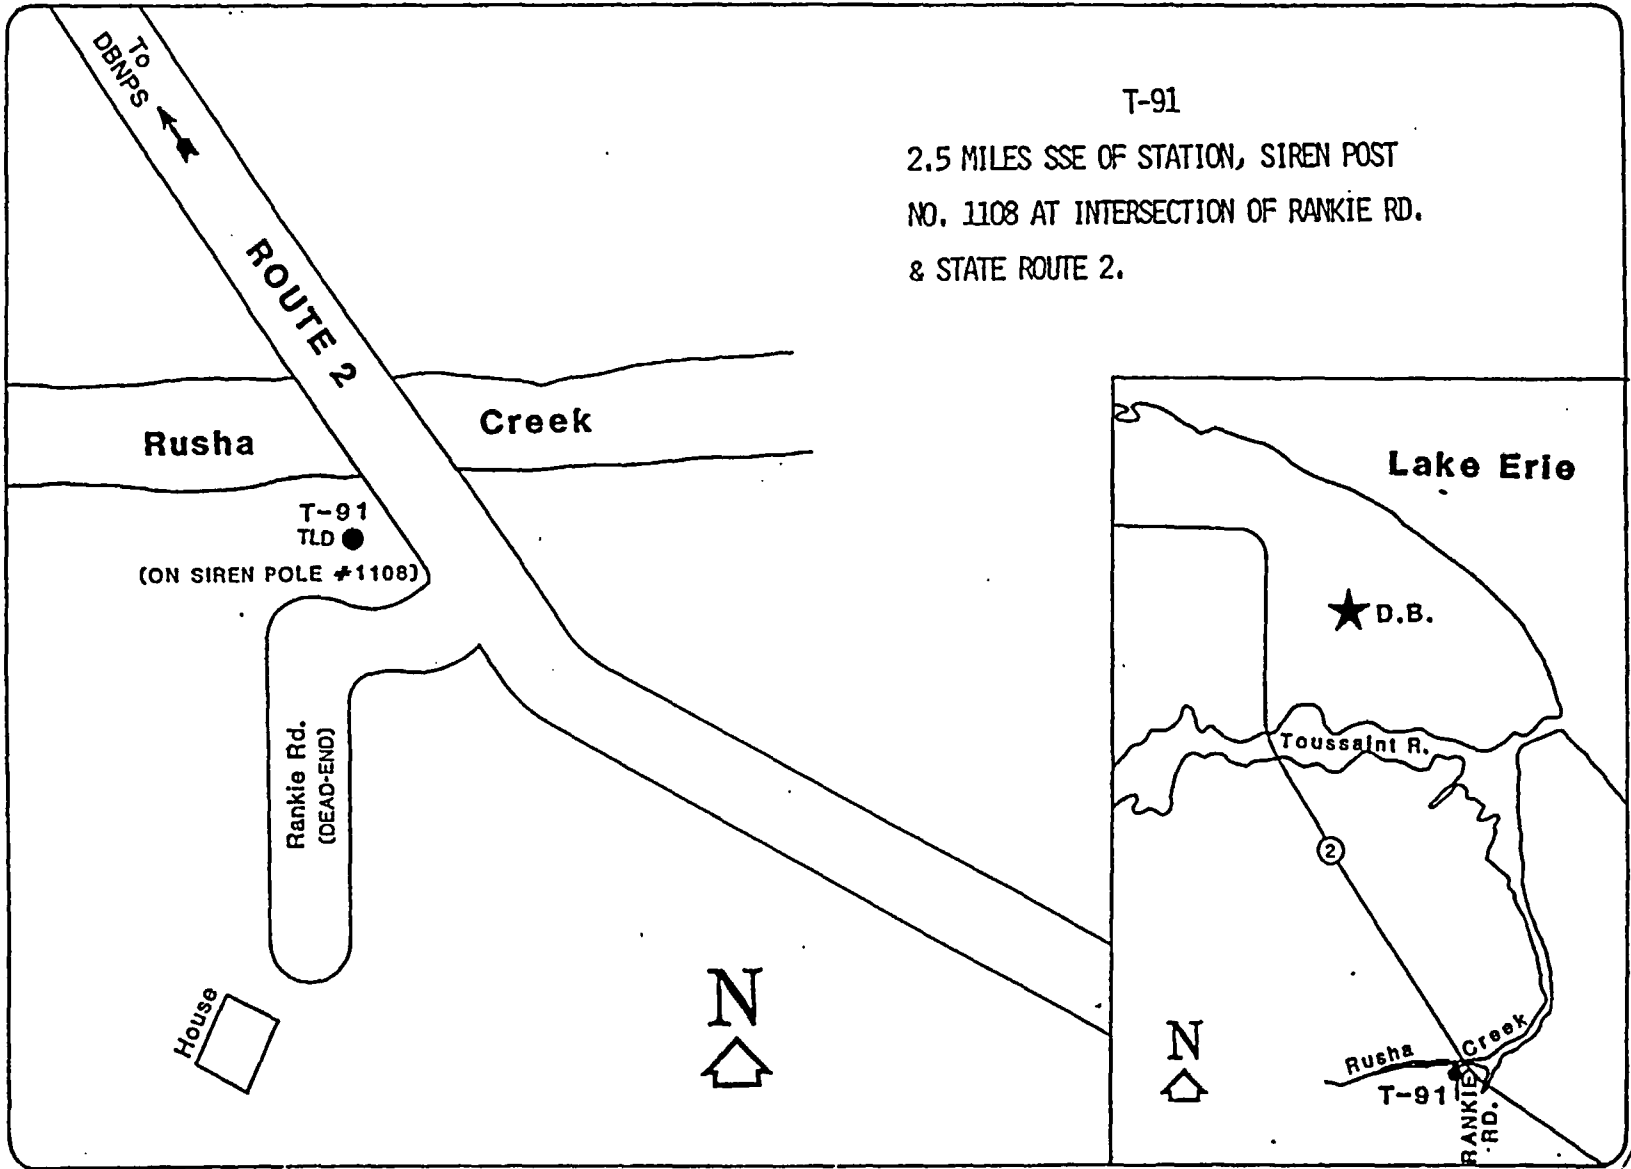 To
DBNPS
T-91
2.5 MILES SSE OF STATION, SIREN POST
NO. 1108 AT INTERSECTION OF RANKIE RD.
& STATE ROUTE 2.
ROUTE 2
Rusha Creek
T-91
TLD
(ON SIREN POLE #1108)
Rankie Rd.
(DEAD-END)
House
N
Lake Erie
D.B.
Toussaint R.
2
N
Rusha Creek
T-91
RANKIE
RD.